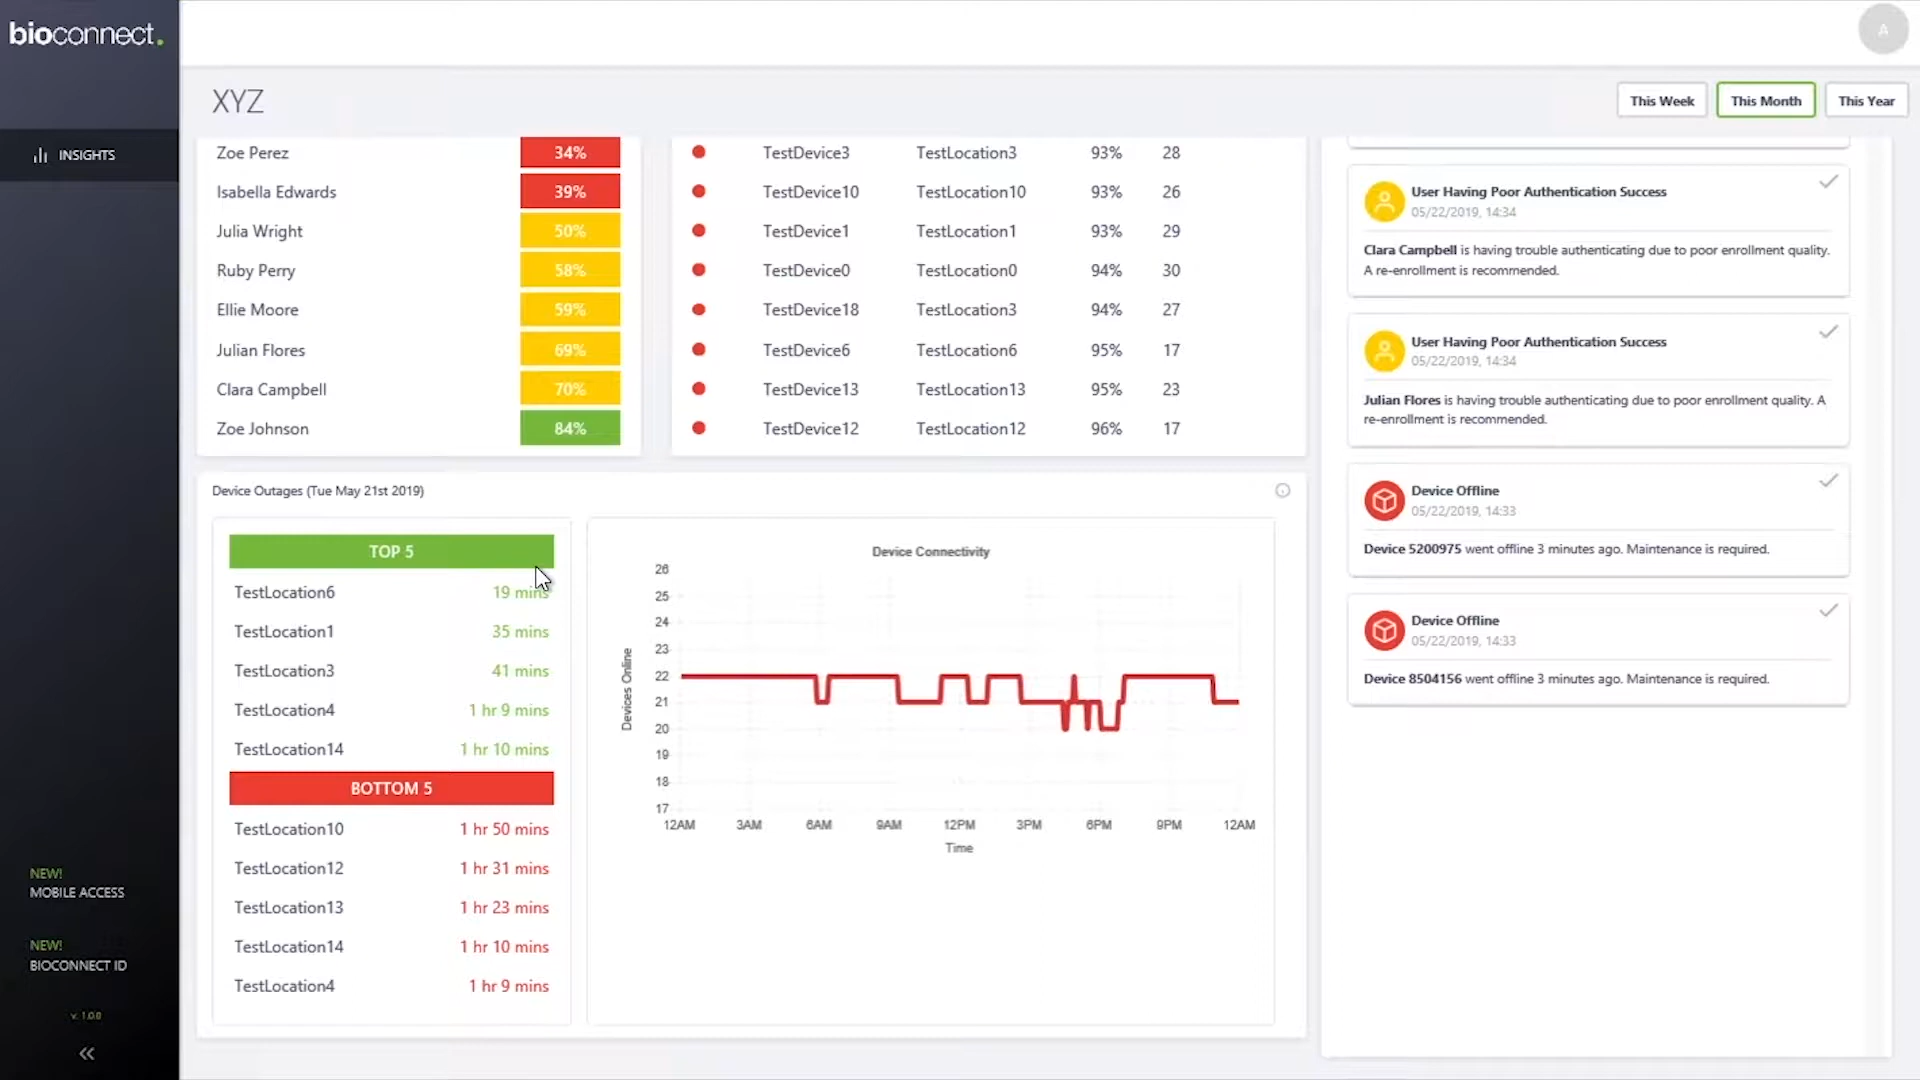 bioconnect.
A
XYZ
This Week
This Month
This Year
INSIGHTS
Zoe Perez 34%
Isabella Edwards 39%
Julia Wright 50%
Ruby Perry 58%
Ellie Moore 59%
Julian Flores 69%
Clara Campbell 70%
Zoe Johnson 84%
TestDevice3 TestLocation3 93% 28
TestDevice10 TestLocation10 93% 26
TestDevice1 TestLocation1 93% 29
TestDevice0 TestLocation0 94% 30
TestDevice18 TestLocation3 94% 27
TestDevice6 TestLocation6 95% 17
TestDevice13 TestLocation13 95% 23
TestDevice12 TestLocation12 96% 17
Device Outages (Tue May 21st 2019)
TOP 5
TestLocation6 19 mins
TestLocation1 35 mins
TestLocation3 41 mins
TestLocation4 1 hr 9 mins
TestLocation14 1 hr 10 mins
BOTTOM 5
TestLocation10 1 hr 50 mins
TestLocation12 1 hr 31 mins
TestLocation13 1 hr 23 mins
TestLocation14 1 hr 10 mins
TestLocation4 1 hr 9 mins
Device Connectivity
Devices Online
26
25
24
23
22
21
20
19
18
17
12AM 3AM 6AM 9AM 12PM 3PM 6PM 9PM 12AM
Time
User Having Poor Authentication Success
05/22/2019, 14:34
Clara Campbell is having trouble authenticating due to poor enrollment quality.
A re-enrollment is recommended.
User Having Poor Authentication Success
05/22/2019, 14:34
Julian Flores is having trouble authenticating due to poor enrollment quality. A
re-enrollment is recommended.
Device Offline
05/22/2019, 14:33
Device 5200975 went offline 3 minutes ago. Maintenance is required.
Device Offline
05/22/2019, 14:33
Device 8504156 went offline 3 minutes ago. Maintenance is required.
NEW!
MOBILE ACCESS
NEW!
BIOCONNECT ID
v. 1.0.0